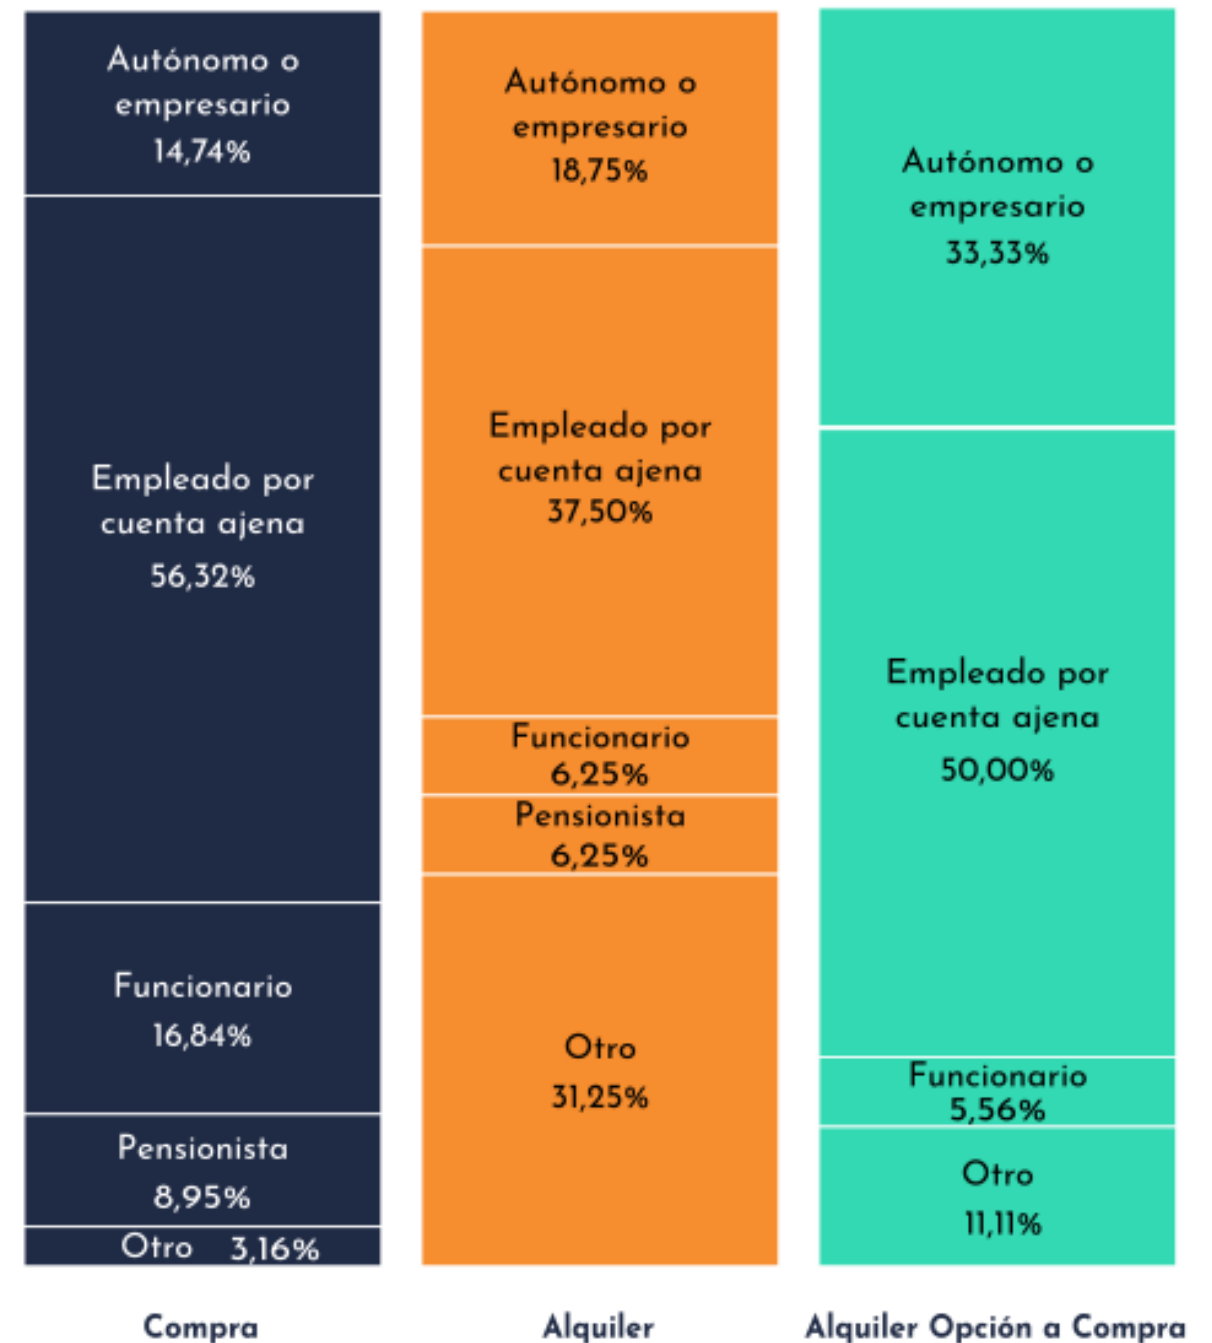 Autónomo o
empresario
14,74%
Empleado por
cuenta ajena
56,32%
Funcionario
16,84%
Pensionista
8,95%
Otro 3,16%
Compra
Autónomo o
empresario
18,75%
Empleado por
cuenta ajena
37,50%
Funcionario
6,25%
Pensionista
6,25%
Otro
31,25%
Alquiler
Autónomo o
empresario
33,33%
Empleado por
cuenta ajena
50,00%
Funcionario
5,56%
Otro
11,11%
Alquiler Opción a Compra